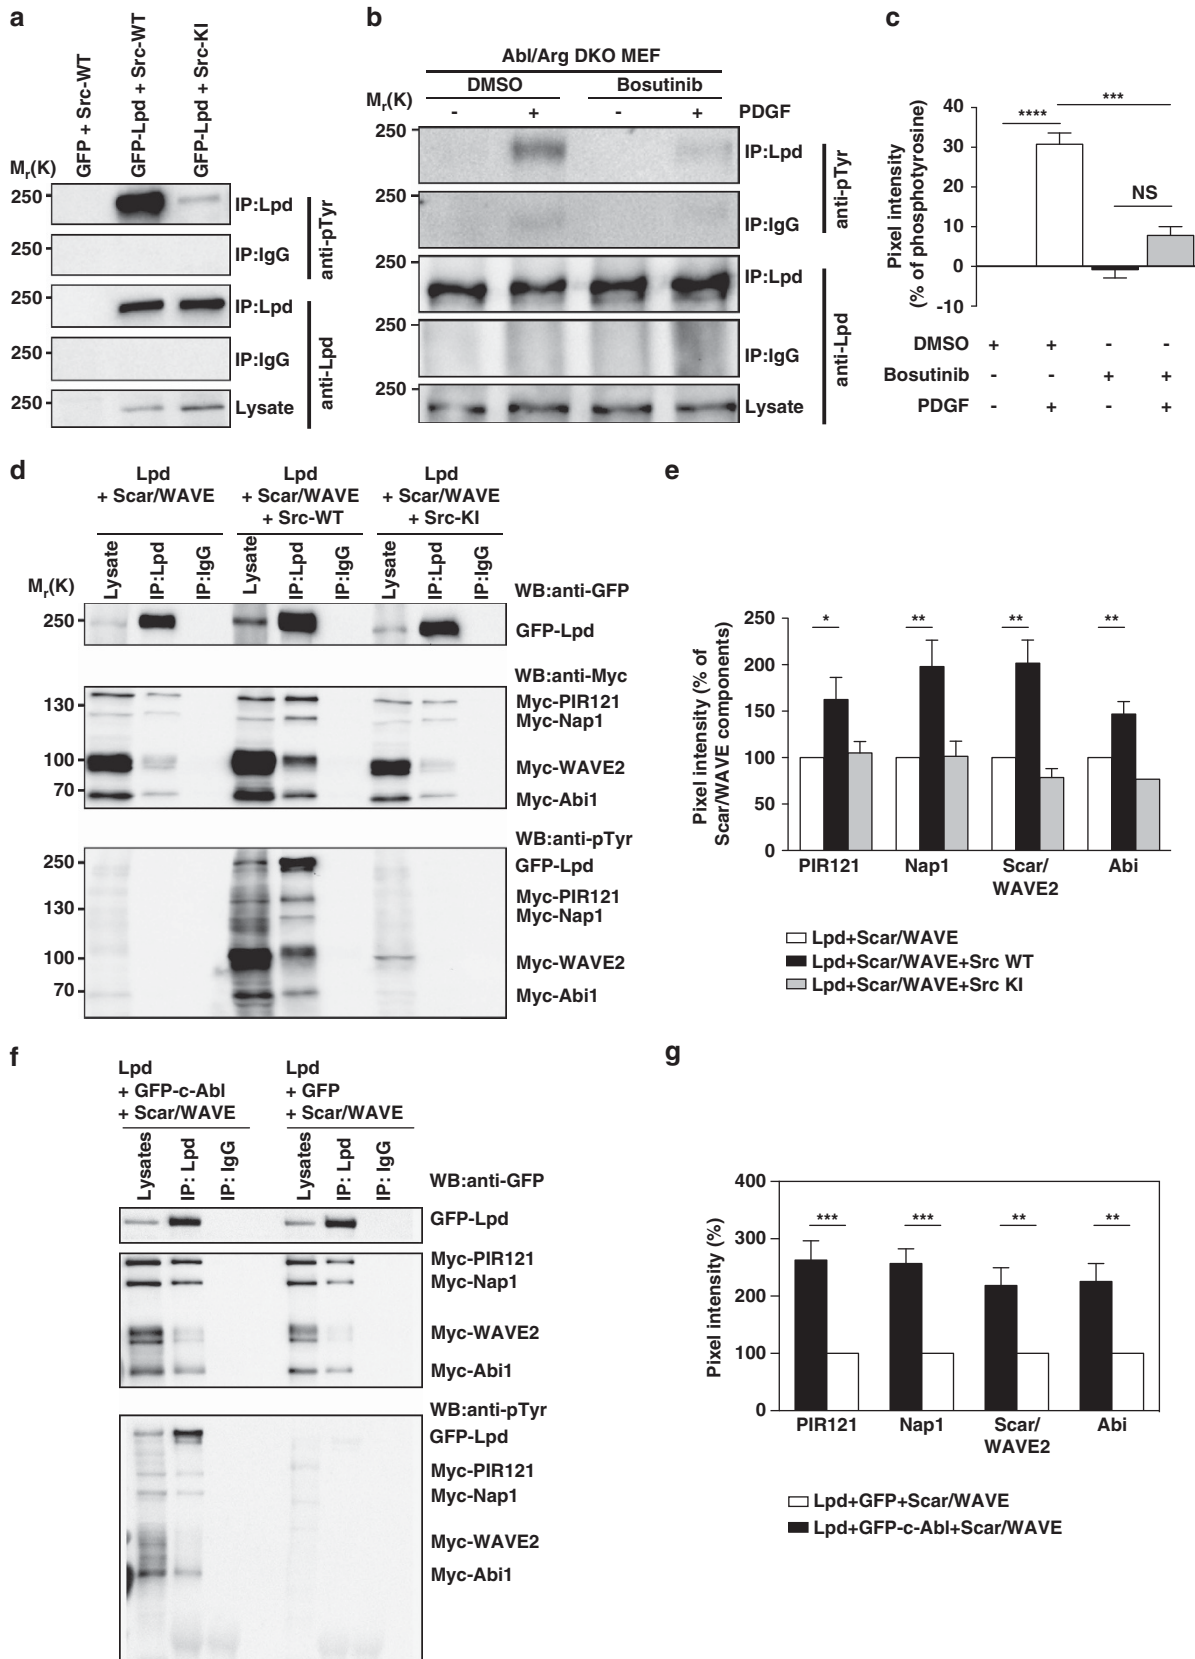 a
GFP + Src-WT
GFP-Lpd + Src-WT
GFP-Lpd + Src-KI
Mr(K)
250
IP:Lpd
250
IP:IgG
anti-pTyr
250
IP:Lpd
250
IP:IgG
250
Lysate
anti-Lpd
b
Abl/Arg DKO MEF
DMSO
Bosutinib
Mr(K)
- + - + PDGF
250
IP:Lpd
250
IP:IgG
anti-pTyr
250
IP:Lpd
250
IP:IgG
250
Lysate
anti-Lpd
c
Pixel intensity
(% of phosphotyrosine)
40
30
20
10
0
-10
****
***
NS
DMSO + + - -
Bosutinib - - + +
PDGF - + - +
d
Lpd
+ Scar/WAVE
Lpd
+ Scar/WAVE
+ Src-WT
Lpd
+ Scar/WAVE
+ Src-KI
Lysate
IP:Lpd
IP:IgG
Lysate
IP:Lpd
IP:IgG
Lysate
IP:Lpd
IP:IgG
Mr(K)
WB:anti-GFP
250
GFP-Lpd
WB:anti-Myc
130
Myc-PIR121
Myc-Nap1
100
Myc-WAVE2
70
Myc-Abi1
WB:anti-pTyr
250
GFP-Lpd
130
Myc-PIR121
Myc-Nap1
100
Myc-WAVE2
70
Myc-Abi1
e
Pixel intensity (% of
Scar/WAVE components)
250
200
150
100
50
0
* ** ** **
PIR121 Nap1 Scar/ Abi
WAVE2
Lpd+Scar/WAVE
Lpd+Scar/WAVE+Src WT
Lpd+Scar/WAVE+Src KI
f
Lpd
+ GFP-c-Abl
+ Scar/WAVE
Lpd
+ GFP
+ Scar/WAVE
Lysates
IP: Lpd
IP: IgG
Lysates
IP: Lpd
IP: IgG
WB:anti-GFP
GFP-Lpd
Myc-PIR121
Myc-Nap1
Myc-WAVE2
Myc-Abi1
WB:anti-pTyr
GFP-Lpd
Myc-PIR121
Myc-Nap1
Myc-WAVE2
Myc-Abi1
g
Pixel intensity (%)
400
300
200
100
0
*** *** ** **
PIR121 Nap1 Scar/ Abi
WAVE2
Lpd+GFP+Scar/WAVE
Lpd+GFP-c-Abl+Scar/WAVE